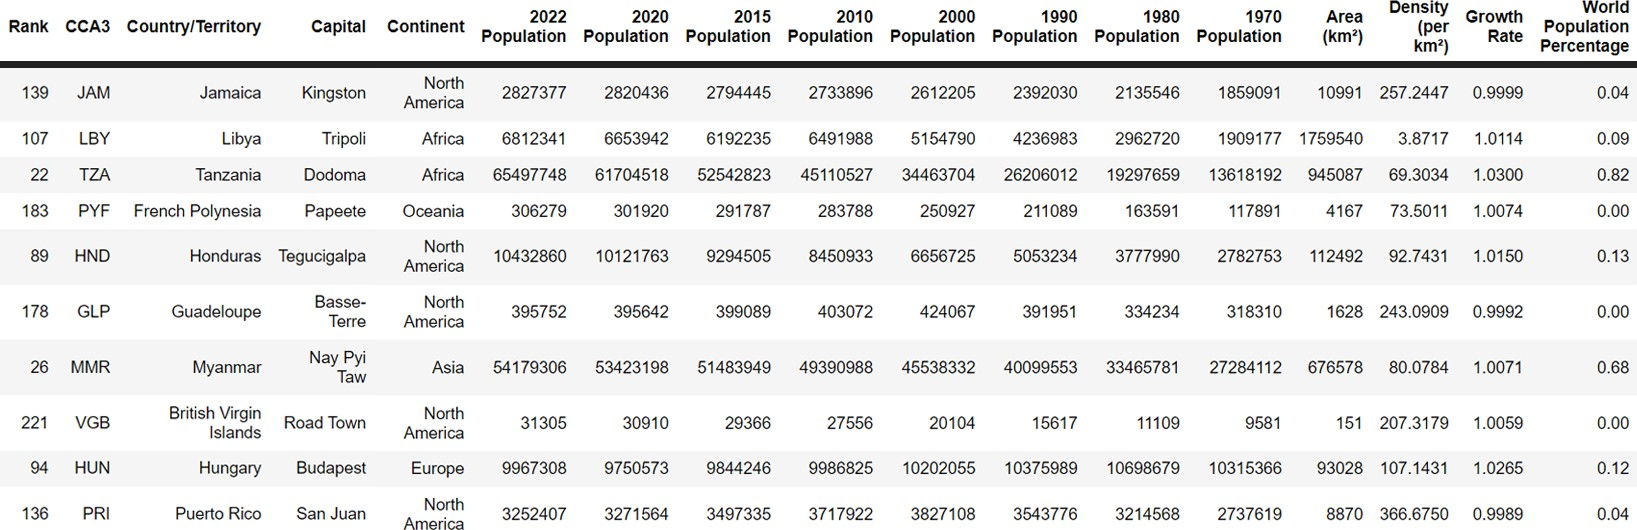 Rank CCA3 Country/Territory Capital Continent 2022 Population 2020 Population 2015 Population 2010 Population 2000 Population 1990 Population 1980 Population 1970 Population Area (km²) Density (per km²) Growth Rate World Population Percentage
139 JAM Jamaica Kingston North America 2827377 2820436 2794445 2733896 2612205 2392030 2135546 1859091 10991 257.2447 0.9999 0.04
107 LBY Libya Tripoli Africa 6812341 6653942 6192235 6491988 5154790 4236983 2962720 1909177 1759540 3.8717 1.0114 0.09
22 TZA Tanzania Dodoma Africa 65497748 61704518 52542823 45110527 34463704 26206012 19297659 13618192 945087 69.3034 1.0300 0.82
183 PYF French Polynesia Papeete Oceania 306279 301920 291787 283788 250927 211089 163591 117891 4167 73.5011 1.0074 0.00
89 HND Honduras Tegucigalpa North America 10432860 10121763 9294505 8450933 6656725 5053234 3777990 2782753 112492 92.7431 1.0150 0.13
178 GLP Guadeloupe Basse-Terre North America 395752 395642 399089 403072 424067 391951 334234 318310 1628 243.0909 0.9992 0.00
26 MMR Myanmar Nay Pyi Taw Asia 54179306 53423198 51483949 49390988 45538332 40099553 33465781 27284112 676578 80.0784 1.0071 0.68
221 VGB British Virgin Islands Road Town North America 31305 30910 29366 27556 20104 15617 11109 9581 151 207.3179 1.0059 0.00
94 HUN Hungary Budapest Europe 9967308 9750573 9844246 9986825 10202055 10375989 10698679 10315366 93028 107.1431 1.0265 0.12
136 PRI Puerto Rico San Juan North America 3252407 3271564 3497335 3717922 3827108 3543776 3214568 2737619 8870 366.6750 0.9989 0.04